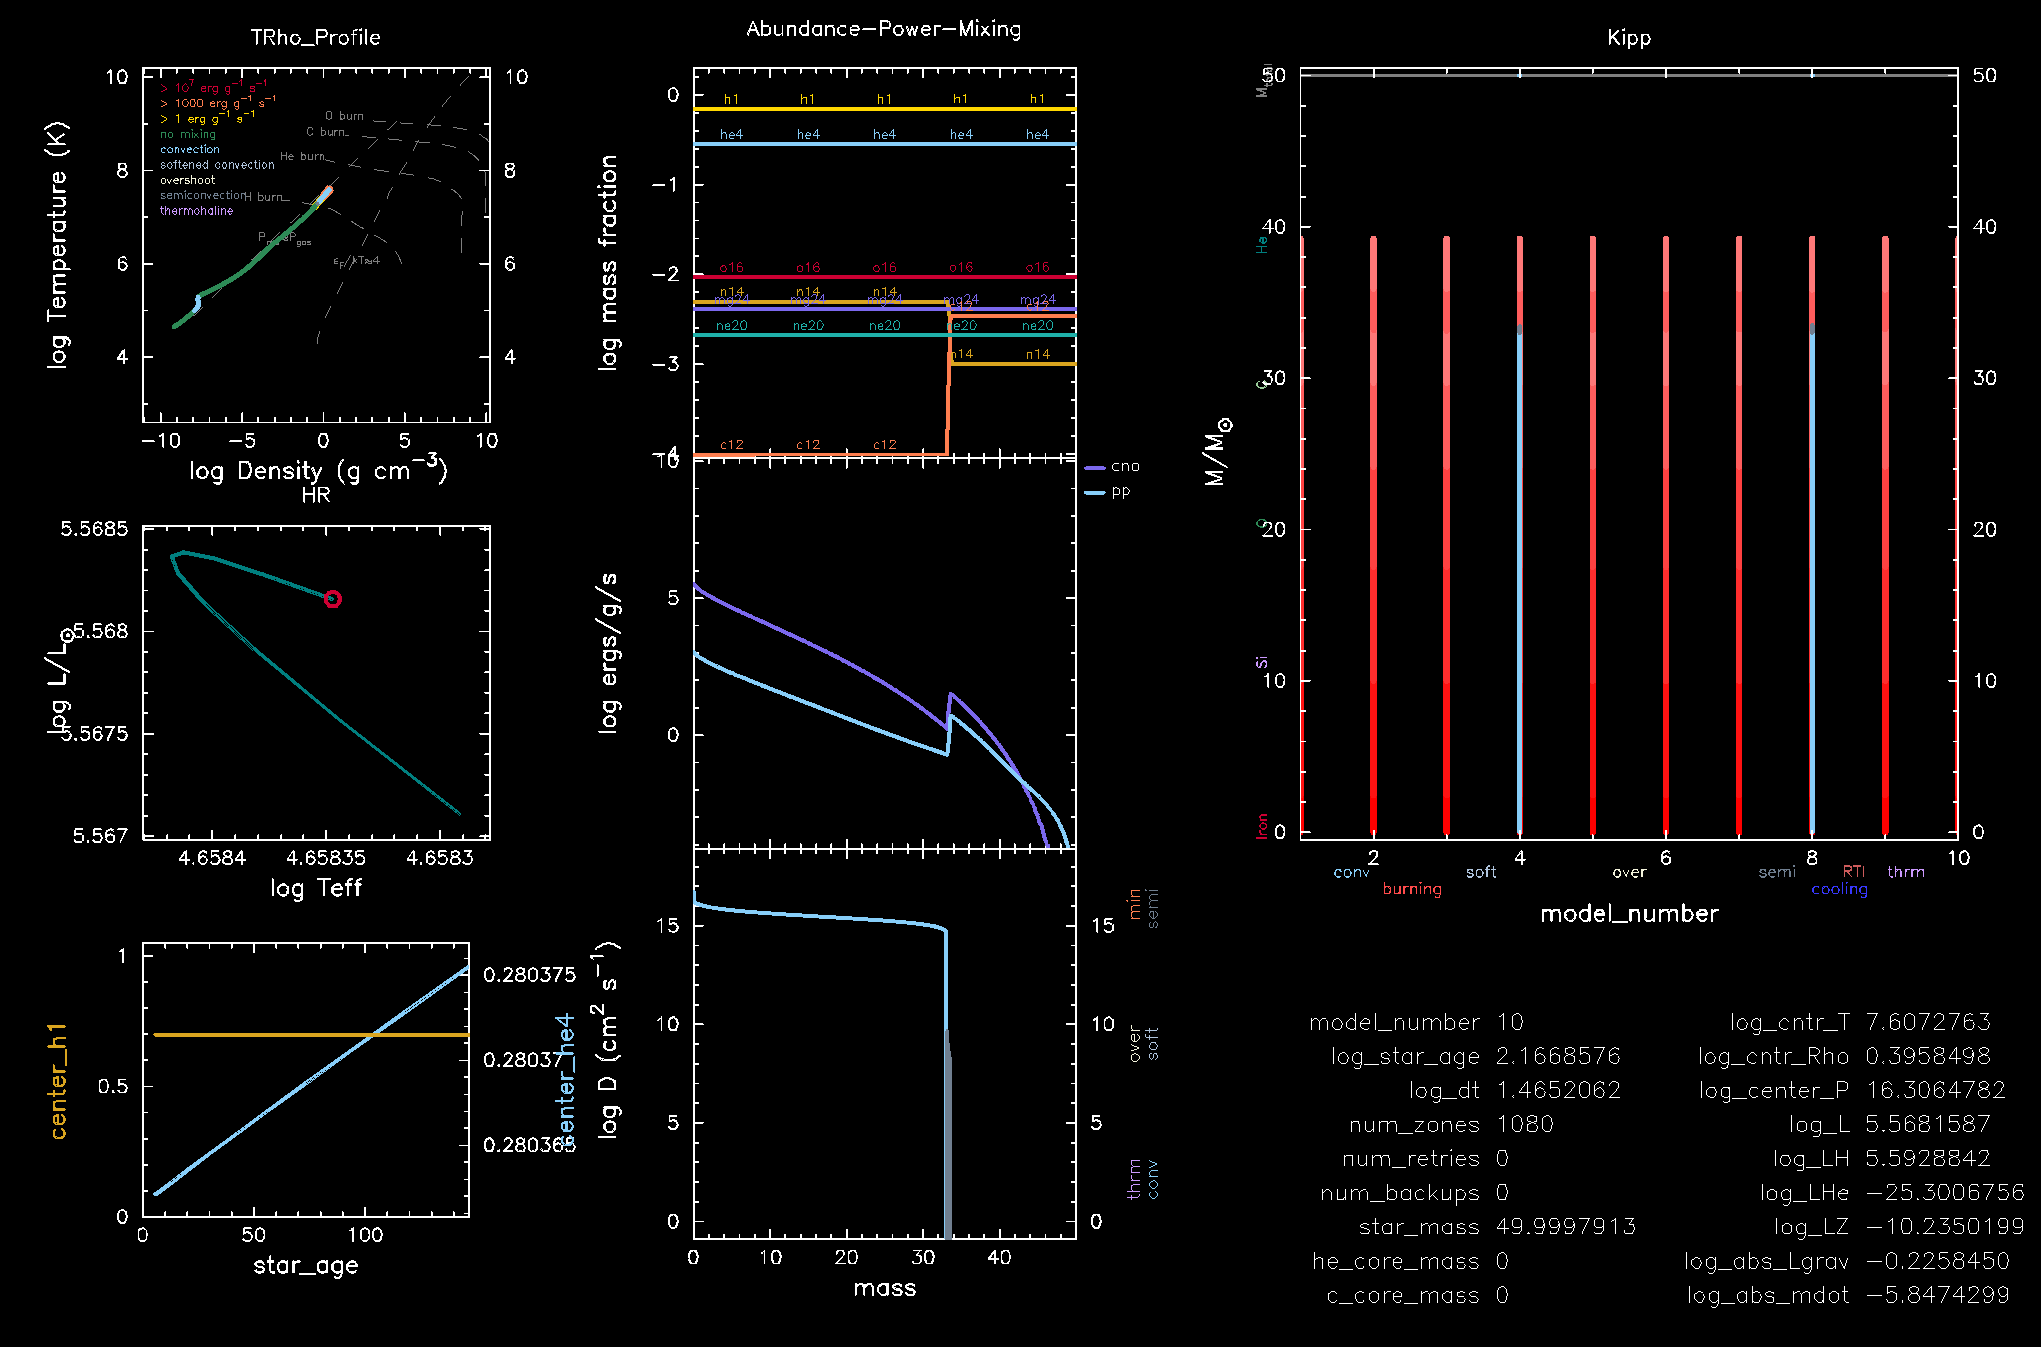 TRho_Profile
10
8
6
4
10
8
6
4
> 10^7 erg g^-1 s^-1
> 1000 erg g^-1 s^-1
> 1 erg g^-1 s^-1
no mixing
convection
softened convection
overshoot
semiconvection
thermohaline
O burn
C burn
He burn
H burn
log Temperature (K)
−10 −5 0 5 10
log Density (g cm^-3)
HR
5.5685
5.568
5.5675
5.567
log L/L☉
4.6584 4.65835 4.6583
log Teff
1
0.5
0
center_h1
0.280375
0.28037
center_he4
0 50 100
star_age
Abundance−Power−Mixing
0
−1
−2
−3
−4
log mass fraction
h1 h1 h1 h1 h1
he4 he4 he4 he4 he4
o16 o16 o16 o16 o16
n14 n14 n14
mg24 mg24 mg24 mg24 mg24
c12
ne20 ne20 ne20 ne20 ne20
n14 n14
c12 c12 c12
10
5
0
log ergs/g/s
cno
pp
15
10
5
0
log D (cm^2 s^-1)
15
10
5
0
min
semi
over
soft
thrm
conv
0 10 20 30 40
mass
Kipp
50
40
30
20
10
0
50
40
30
20
10
0
He
Si
Iron
M/M☉
2 4 6 8 10
conv soft over semi RTI thrm
burning cooling
model_number
model_number 10 log_cntr_T 7.6072763
log_star_age 2.1668576 log_cntr_Rho 0.3958498
log_dt 1.4652062 log_center_P 16.3064782
num_zones 1080 log_L 5.5681587
num_retries 0 log_LH 5.5928842
num_backups 0 log_LHe −25.3006756
star_mass 49.9997913 log_LZ −10.2350199
he_core_mass 0 log_abs_Lgrav −0.2258450
c_core_mass 0 log_abs_mdot −5.8474299